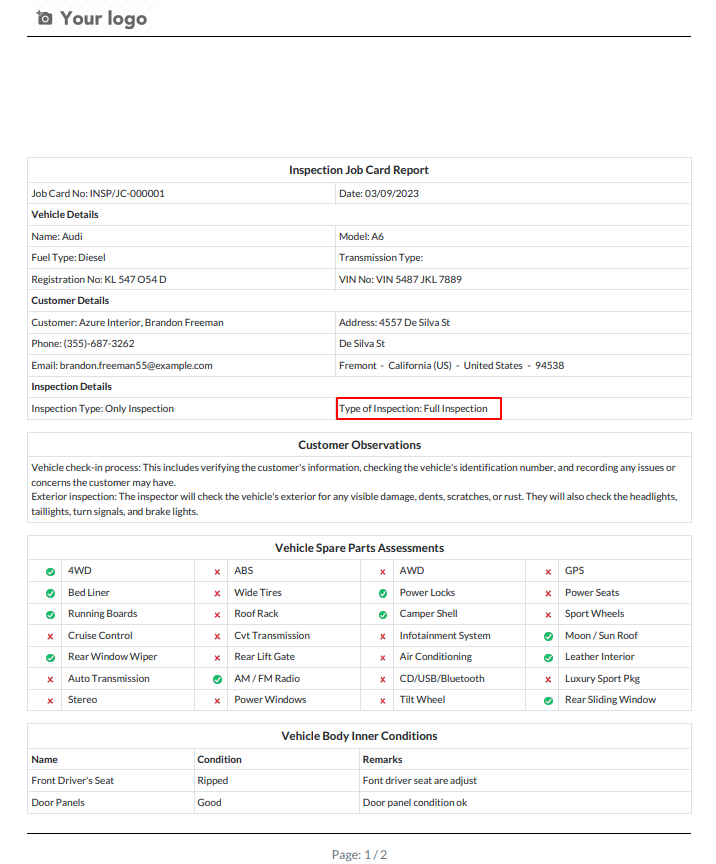 Your logo
Inspection Job Card Report
Job Card No: INSP/JC-000001 Date: 03/09/2023
Vehicle Details
Name: Audi Model: A6
Fuel Type: Diesel Transmission Type:
Registration No: KL 547 O54 D VIN No: VIN 5487 JKL 7889
Customer Details
Customer: Azure Interior, Brandon Freeman Address: 4557 De Silva St
Phone: (355)-687-3262 De Silva St
Email: brandon.freeman55@example.com Fremont - California (US) - United States - 94538
Inspection Details
Inspection Type: Only Inspection Type of Inspection: Full Inspection
Customer Observations
Vehicle check-in process: This includes verifying the customer's information, checking the vehicle's identification number, and recording any issues or
concerns the customer may have.
Exterior inspection: The inspector will check the vehicle's exterior for any visible damage, dents, scratches, or rust. They will also check the headlights,
taillights, turn signals, and brake lights.
Vehicle Spare Parts Assessments
4WD ABS AWD GPS
Bed Liner Wide Tires Power Locks Power Seats
Running Boards Roof Rack Camper Shell Sport Wheels
Cruise Control Cvt Transmission Infotainment System Moon / Sun Roof
Rear Window Wiper Rear Lift Gate Air Conditioning Leather Interior
Auto Transmission AM / FM Radio CD/USB/Bluetooth Luxury Sport Pkg
Stereo Power Windows Tilt Wheel Rear Sliding Window
Vehicle Body Inner Conditions
Name Condition Remarks
Front Driver's Seat Ripped Font driver seat are adjust
Door Panels Good Door panel condition ok
Page: 1 / 2